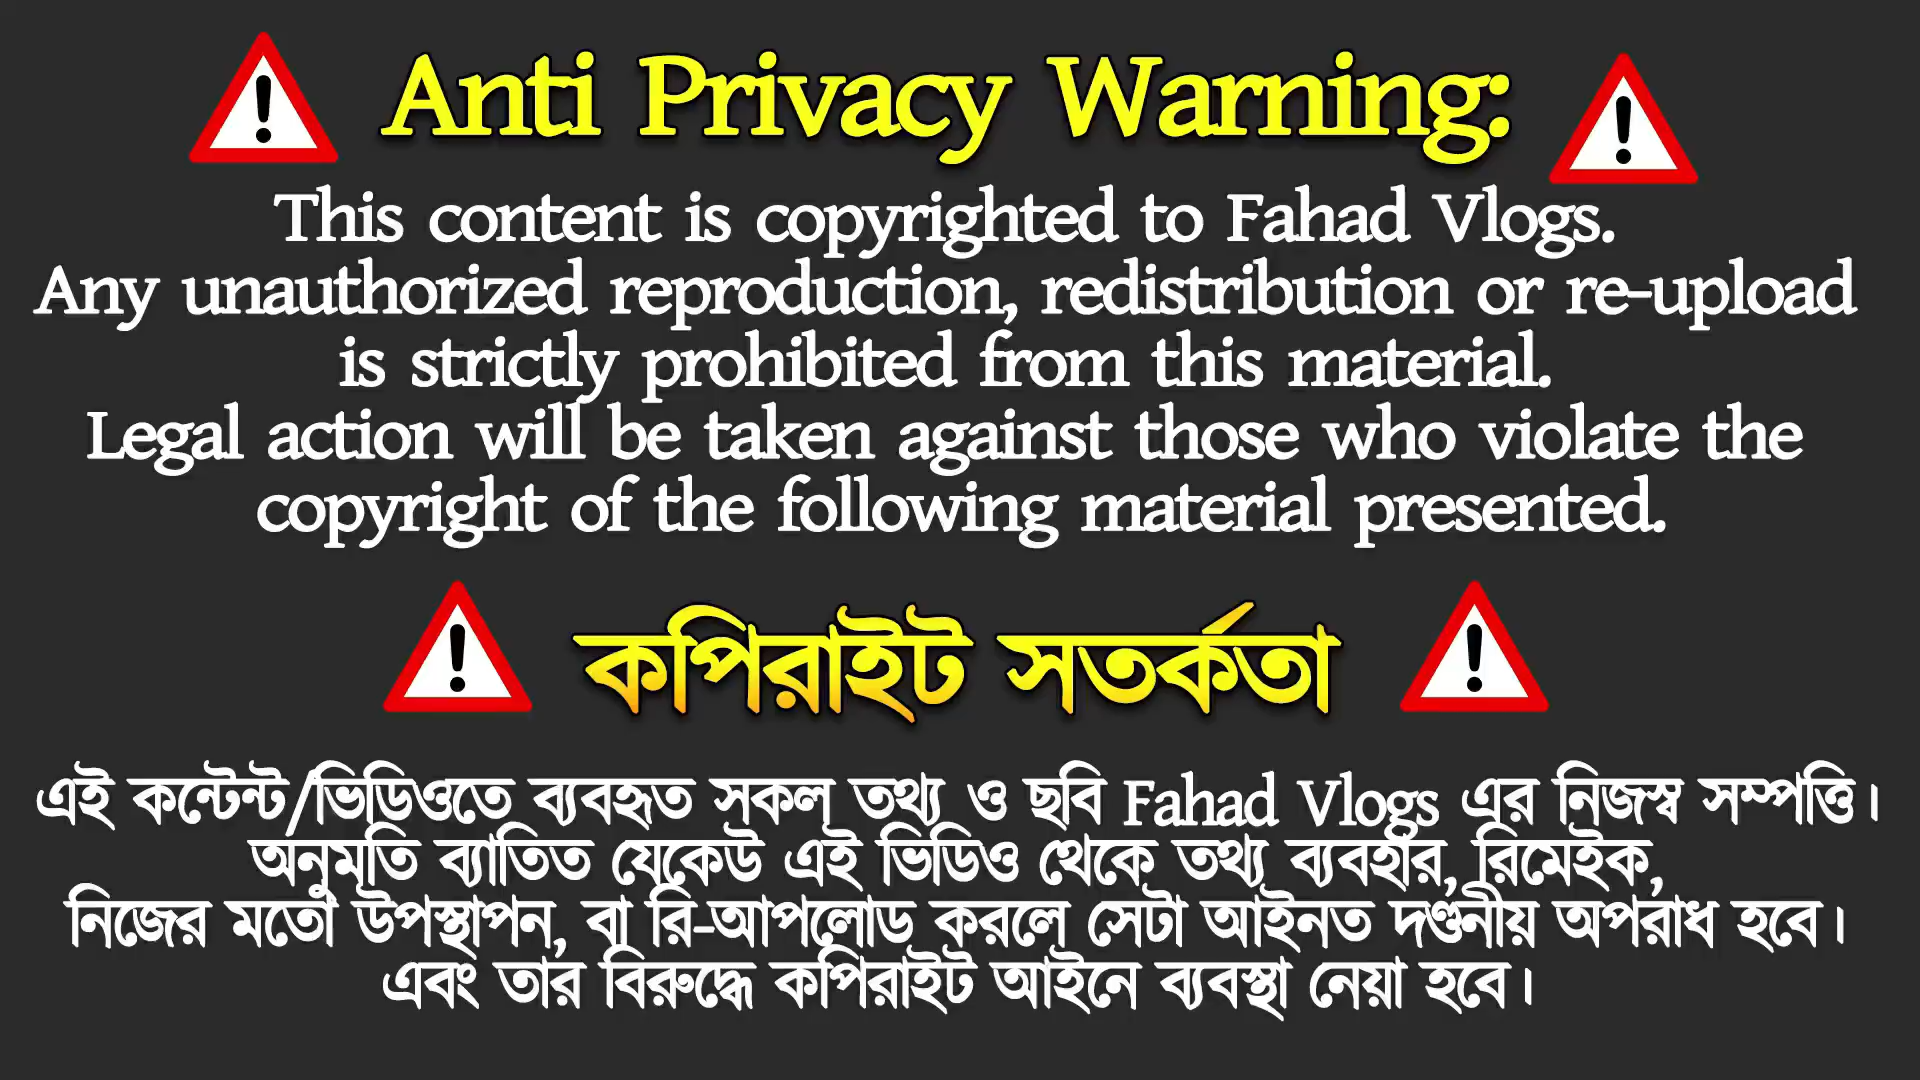 Anti Privacy Warning:
This content is copyrighted to Fahad Vlogs.
Any unauthorized reproduction, redistribution or re-upload
is strictly prohibited from this material.
Legal action will be taken against those who violate the
copyright of the following material presented.
কপিরাইট সতর্কতা
এই কন্টেন্ট/ভিডিওতে ব্যবহৃত সকল তথ্য ও ছবি Fahad Vlogs এর নিজস্ব সম্পত্তি।
অনুমতি ব্যাতিত যেকেউ এই ভিডিও থেকে তথ্য ব্যবহার, রিমেইক,
নিজের মতো উপস্থাপন, বা রি-আপলোড করলে সেটা আইনত দণ্ডনীয় অপরাধ হবে।
এবং তার বিরুদ্ধে কপিরাইট আইনে ব্যবস্থা নেয়া হবে।